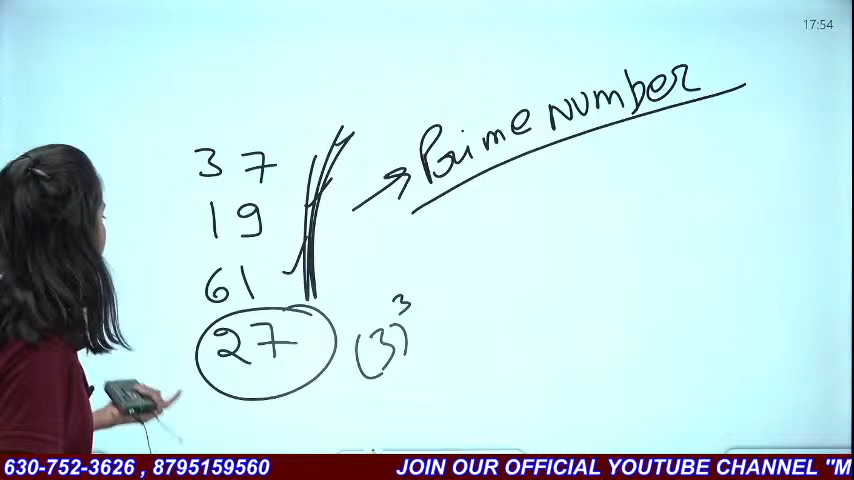 17:54
Prime Number
37
19
61
27 (3)³
630-752-3626 , 8795159560 JOIN OUR OFFICIAL YOUTUBE CHANNEL "M